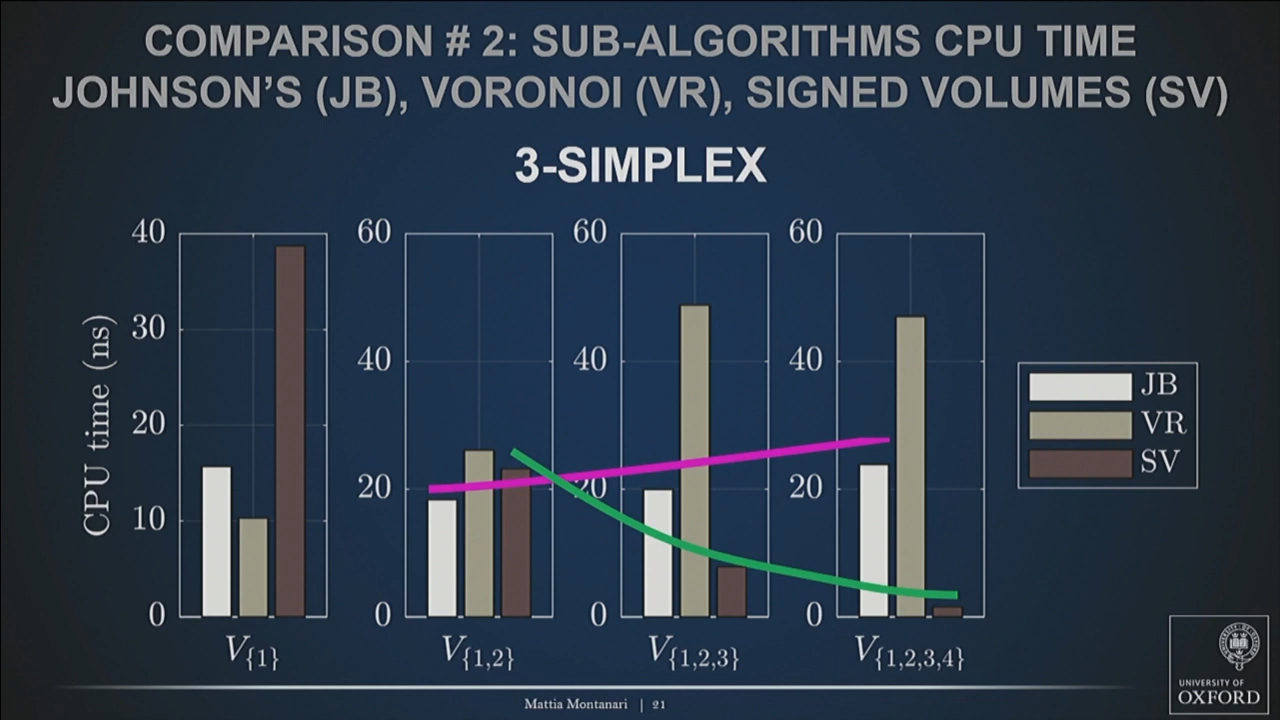 COMPARISON # 2: SUB-ALGORITHMS CPU TIME
JOHNSON'S (JB), VORONOI (VR), SIGNED VOLUMES (SV)
3-SIMPLEX
CPU time (ns)
40
30
20
10
0
V{1}
60
40
20
0
V{1,2}
60
40
20
0
V{1,2,3}
60
40
20
0
V{1,2,3,4}
JB
VR
SV
Mattia Montanari | 21
UNIVERSITY OF
OXFORD